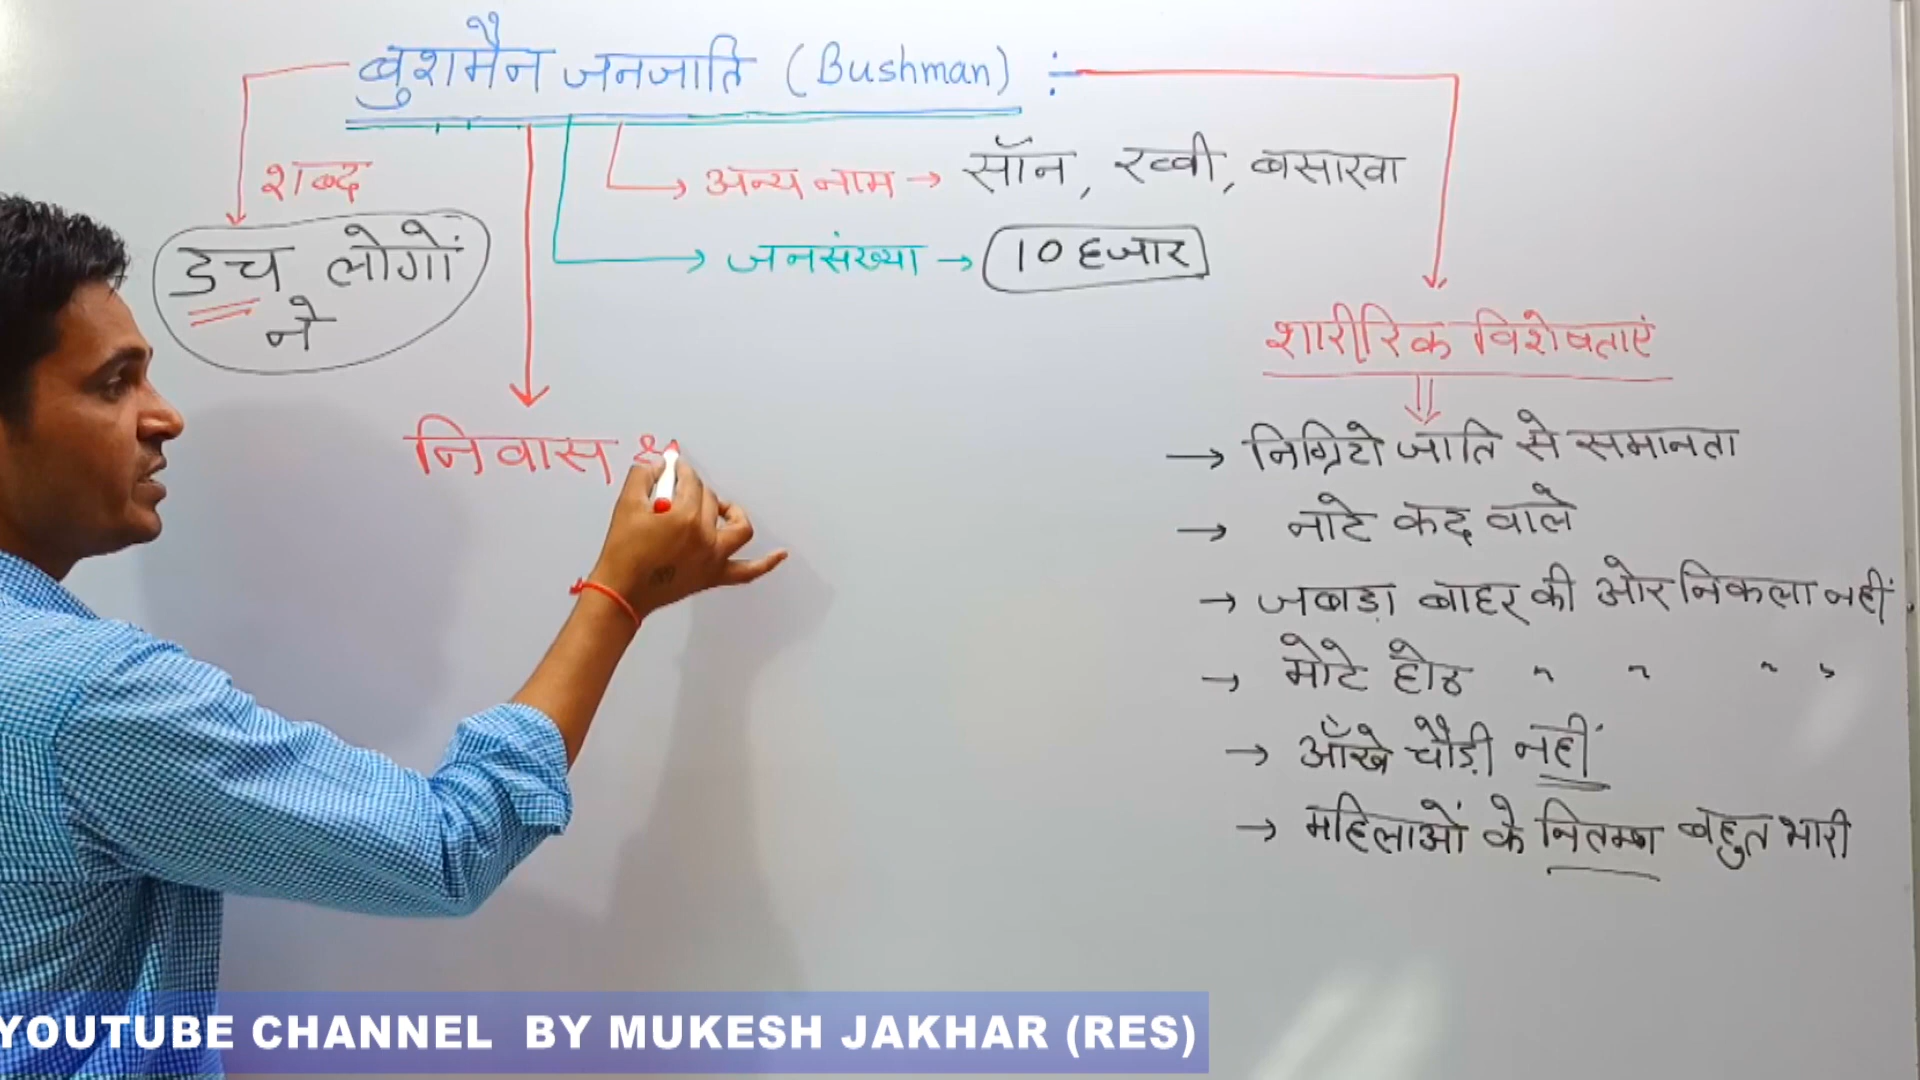 बुशमैन जनजाति (Bushman) :-
शब्द
डच लोगों
ने
अन्य नाम → सॉन, रव्वी, बसारवा
जनसंख्या → 10 हजार
निवास
शारीरिक विशेषताएं
→ निग्रिटो जाति से समानता
→ नाटे कद वाले
→ जबाड़ा बाहर की ओर निकला नहीं.
→ मोटे होठ " " " "
→ आँखे चौड़ी नहीं
→ महिलाओं के नितम्ब बहुत भारी
YOUTUBE CHANNEL BY MUKESH JAKHAR (RES)